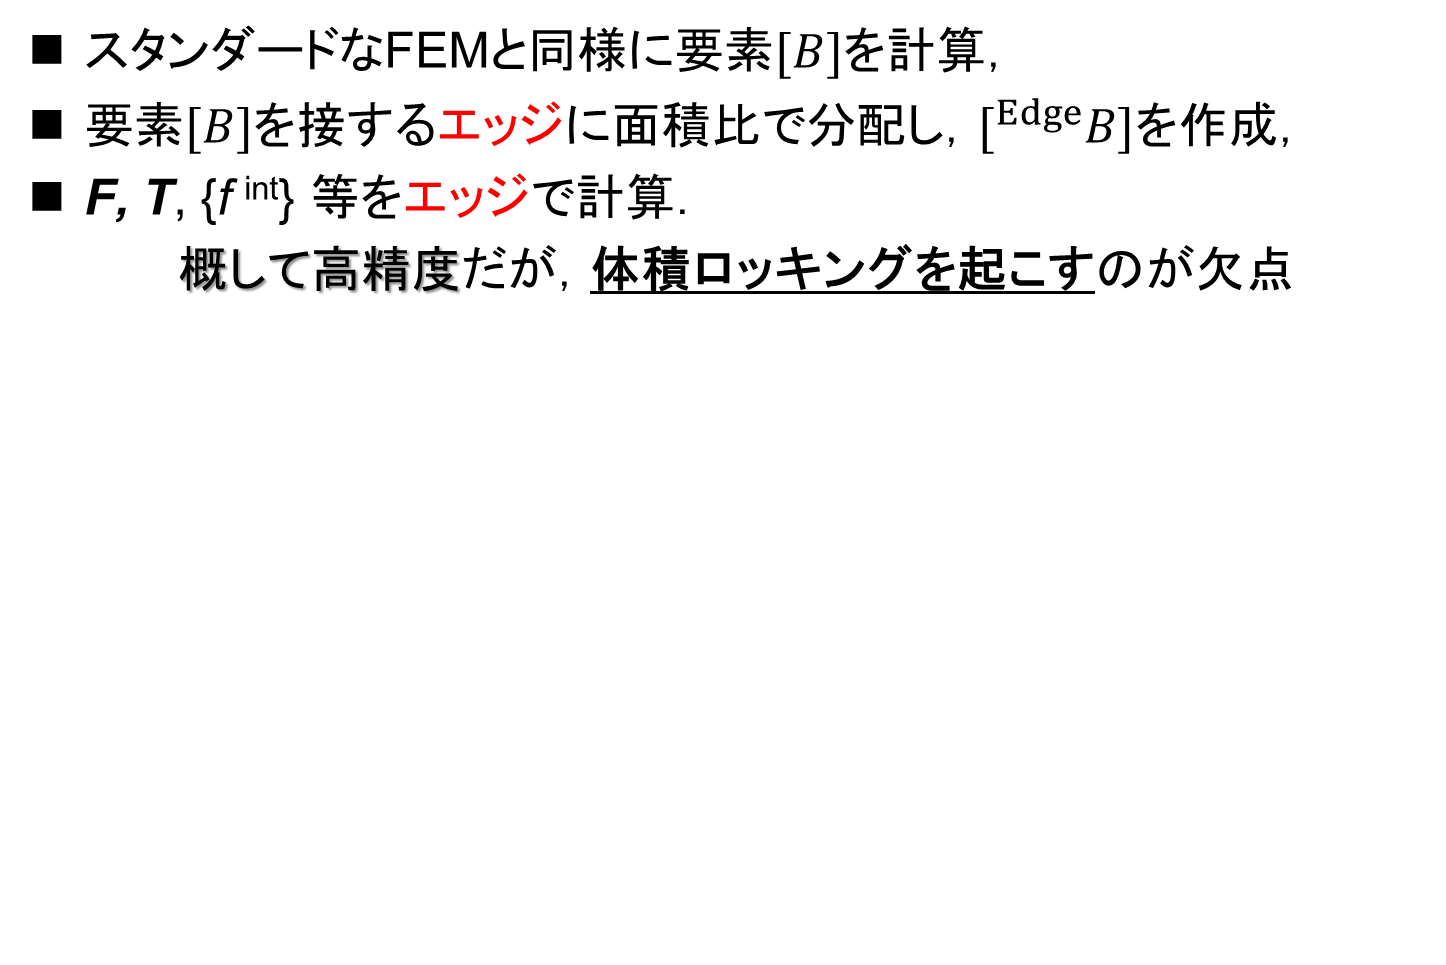 ■ スタンダードなFEMと同様に要素[B]を計算，
■ 要素[B]を接するエッジに面積比で分配し，[ᴱᵈᵍᵉB]を作成，
■ F, T, {f ⁱⁿᵗ} 等をエッジで計算．
概して高精度だが，体積ロッキングを起こすのが欠点